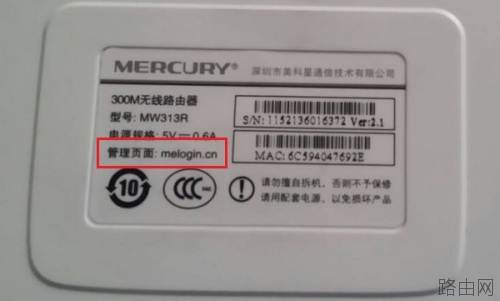 MERCURY®
深圳市美科星通信技术有限公司
300M无线路由器
型号: MW313R
电源规格: 5V⎓0.6A
管理页面: melogin.cn
S/N: 1152136016372 Ver:2.1
MAC: 6C594047692E
10
CCC
请勿擅自拆机，否则不予保修
请用配套电源，以免损坏产品
路由网